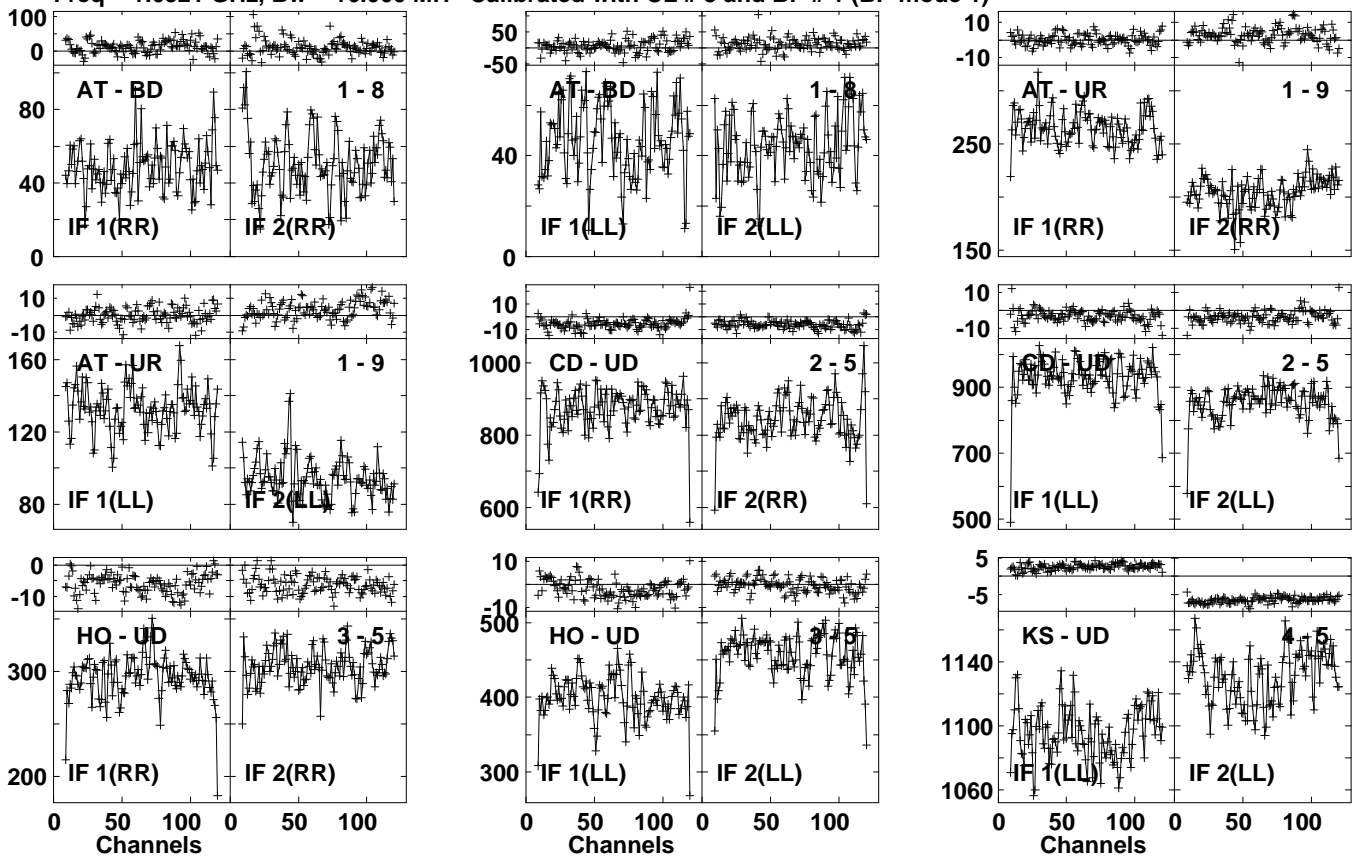 100
0
AT - BD
1 - 8
80
40
0
IF 1(RR)
IF 2(RR)
50
-50
AT - BD
1 - 8
40
0
IF 1(LL)
IF 2(LL)
10
-10
AT - UR
1 - 9
250
150
IF 1(RR)
IF 2(RR)
10
-10
AT - UR
1 - 9
160
120
80
IF 1(LL)
IF 2(LL)
10
-10
CD - UD
2 - 5
1000
800
600
IF 1(RR)
IF 2(RR)
10
-10
CD - UD
2 - 5
900
700
500
IF 1(LL)
IF 2(LL)
0
-10
HO - UD
3 - 5
300
200
IF 1(RR)
IF 2(RR)
0 50 100 0 50 100
Channels
10
-10
HO - UD
3 - 5
500
400
300
IF 1(LL)
IF 2(LL)
0 50 100 0 50 100
Channels
5
-5
KS - UD
4 - 5
1140
1100
1060
IF 1(LL)
IF 2(LL)
0 50 100 0 50 100
Channels